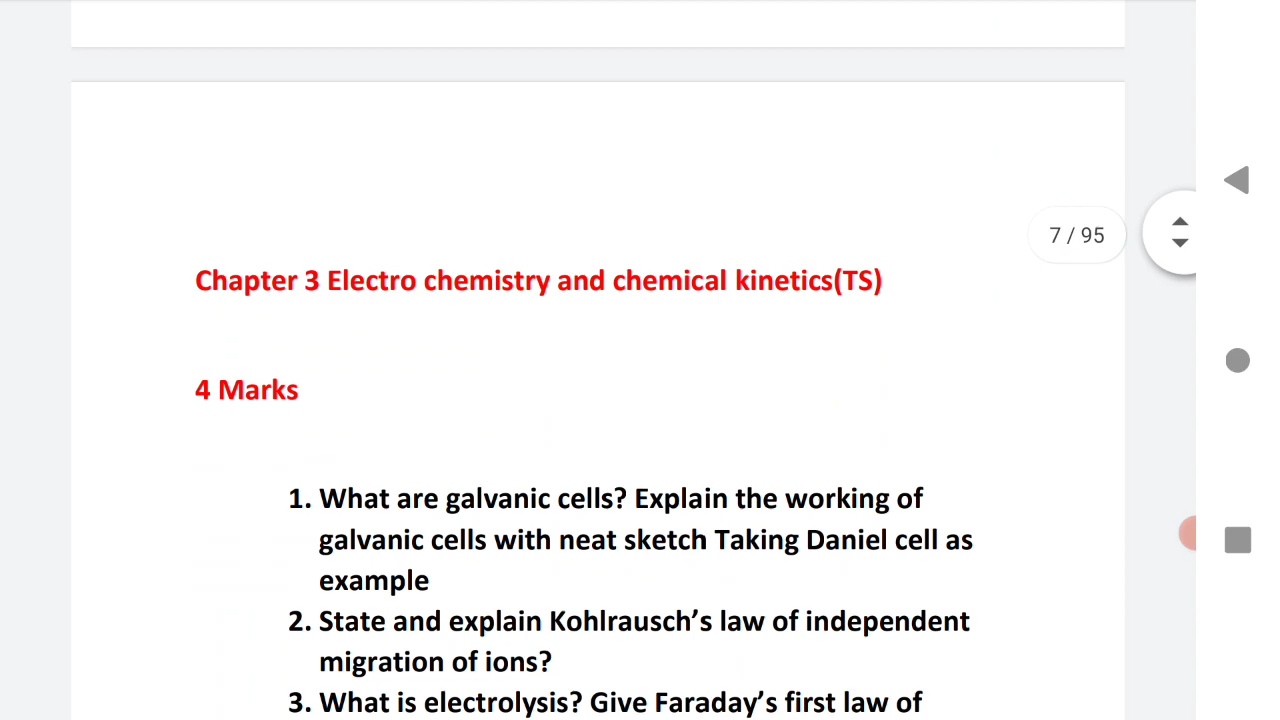 7 / 95
Chapter 3 Electro chemistry and chemical kinetics(TS)
4 Marks
1. What are galvanic cells? Explain the working of
galvanic cells with neat sketch Taking Daniel cell as
example
2. State and explain Kohlrausch’s law of independent
migration of ions?
3. What is electrolysis? Give Faraday’s first law of